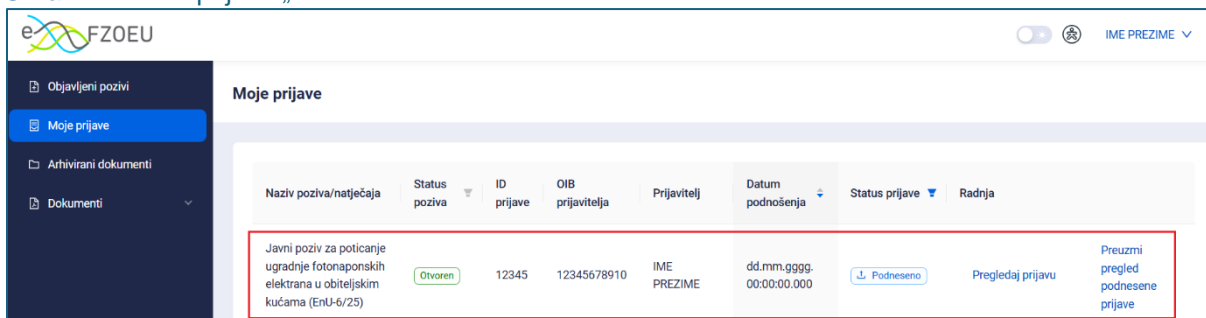 e FZOEU
IME PREZIME
Objavljeni pozivi
Moje prijave
Arhivirani dokumenti
Dokumenti
Moje prijave
Naziv poziva/natječaja
Status
poziva
ID
prijave
OIB
prijavitelja
Prijavitelj
Datum
podnošenja
Status prijave
Radnja
Javni poziv za poticanje
ugradnje fotonaponskih
elektrana u obiteljskim
kućama (EnU-6/25)
Otvoren
12345
12345678910
IME
PREZIME
dd.mm.gggg.
00:00:00.000
Podneseno
Pregledaj prijavu
Preuzmi
pregled
podnesene
prijave